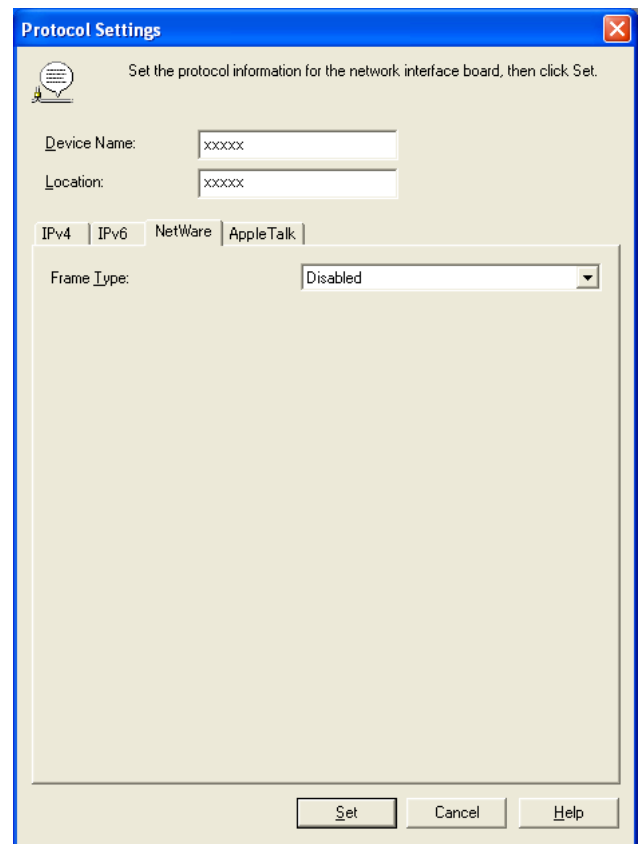 Protocol Settings
Set the protocol information for the network interface board, then click Set.
Device Name: xxxxx
Location: xxxxx
IPv4 IPv6 NetWare AppleTalk
Frame Type: Disabled
Set Cancel Help